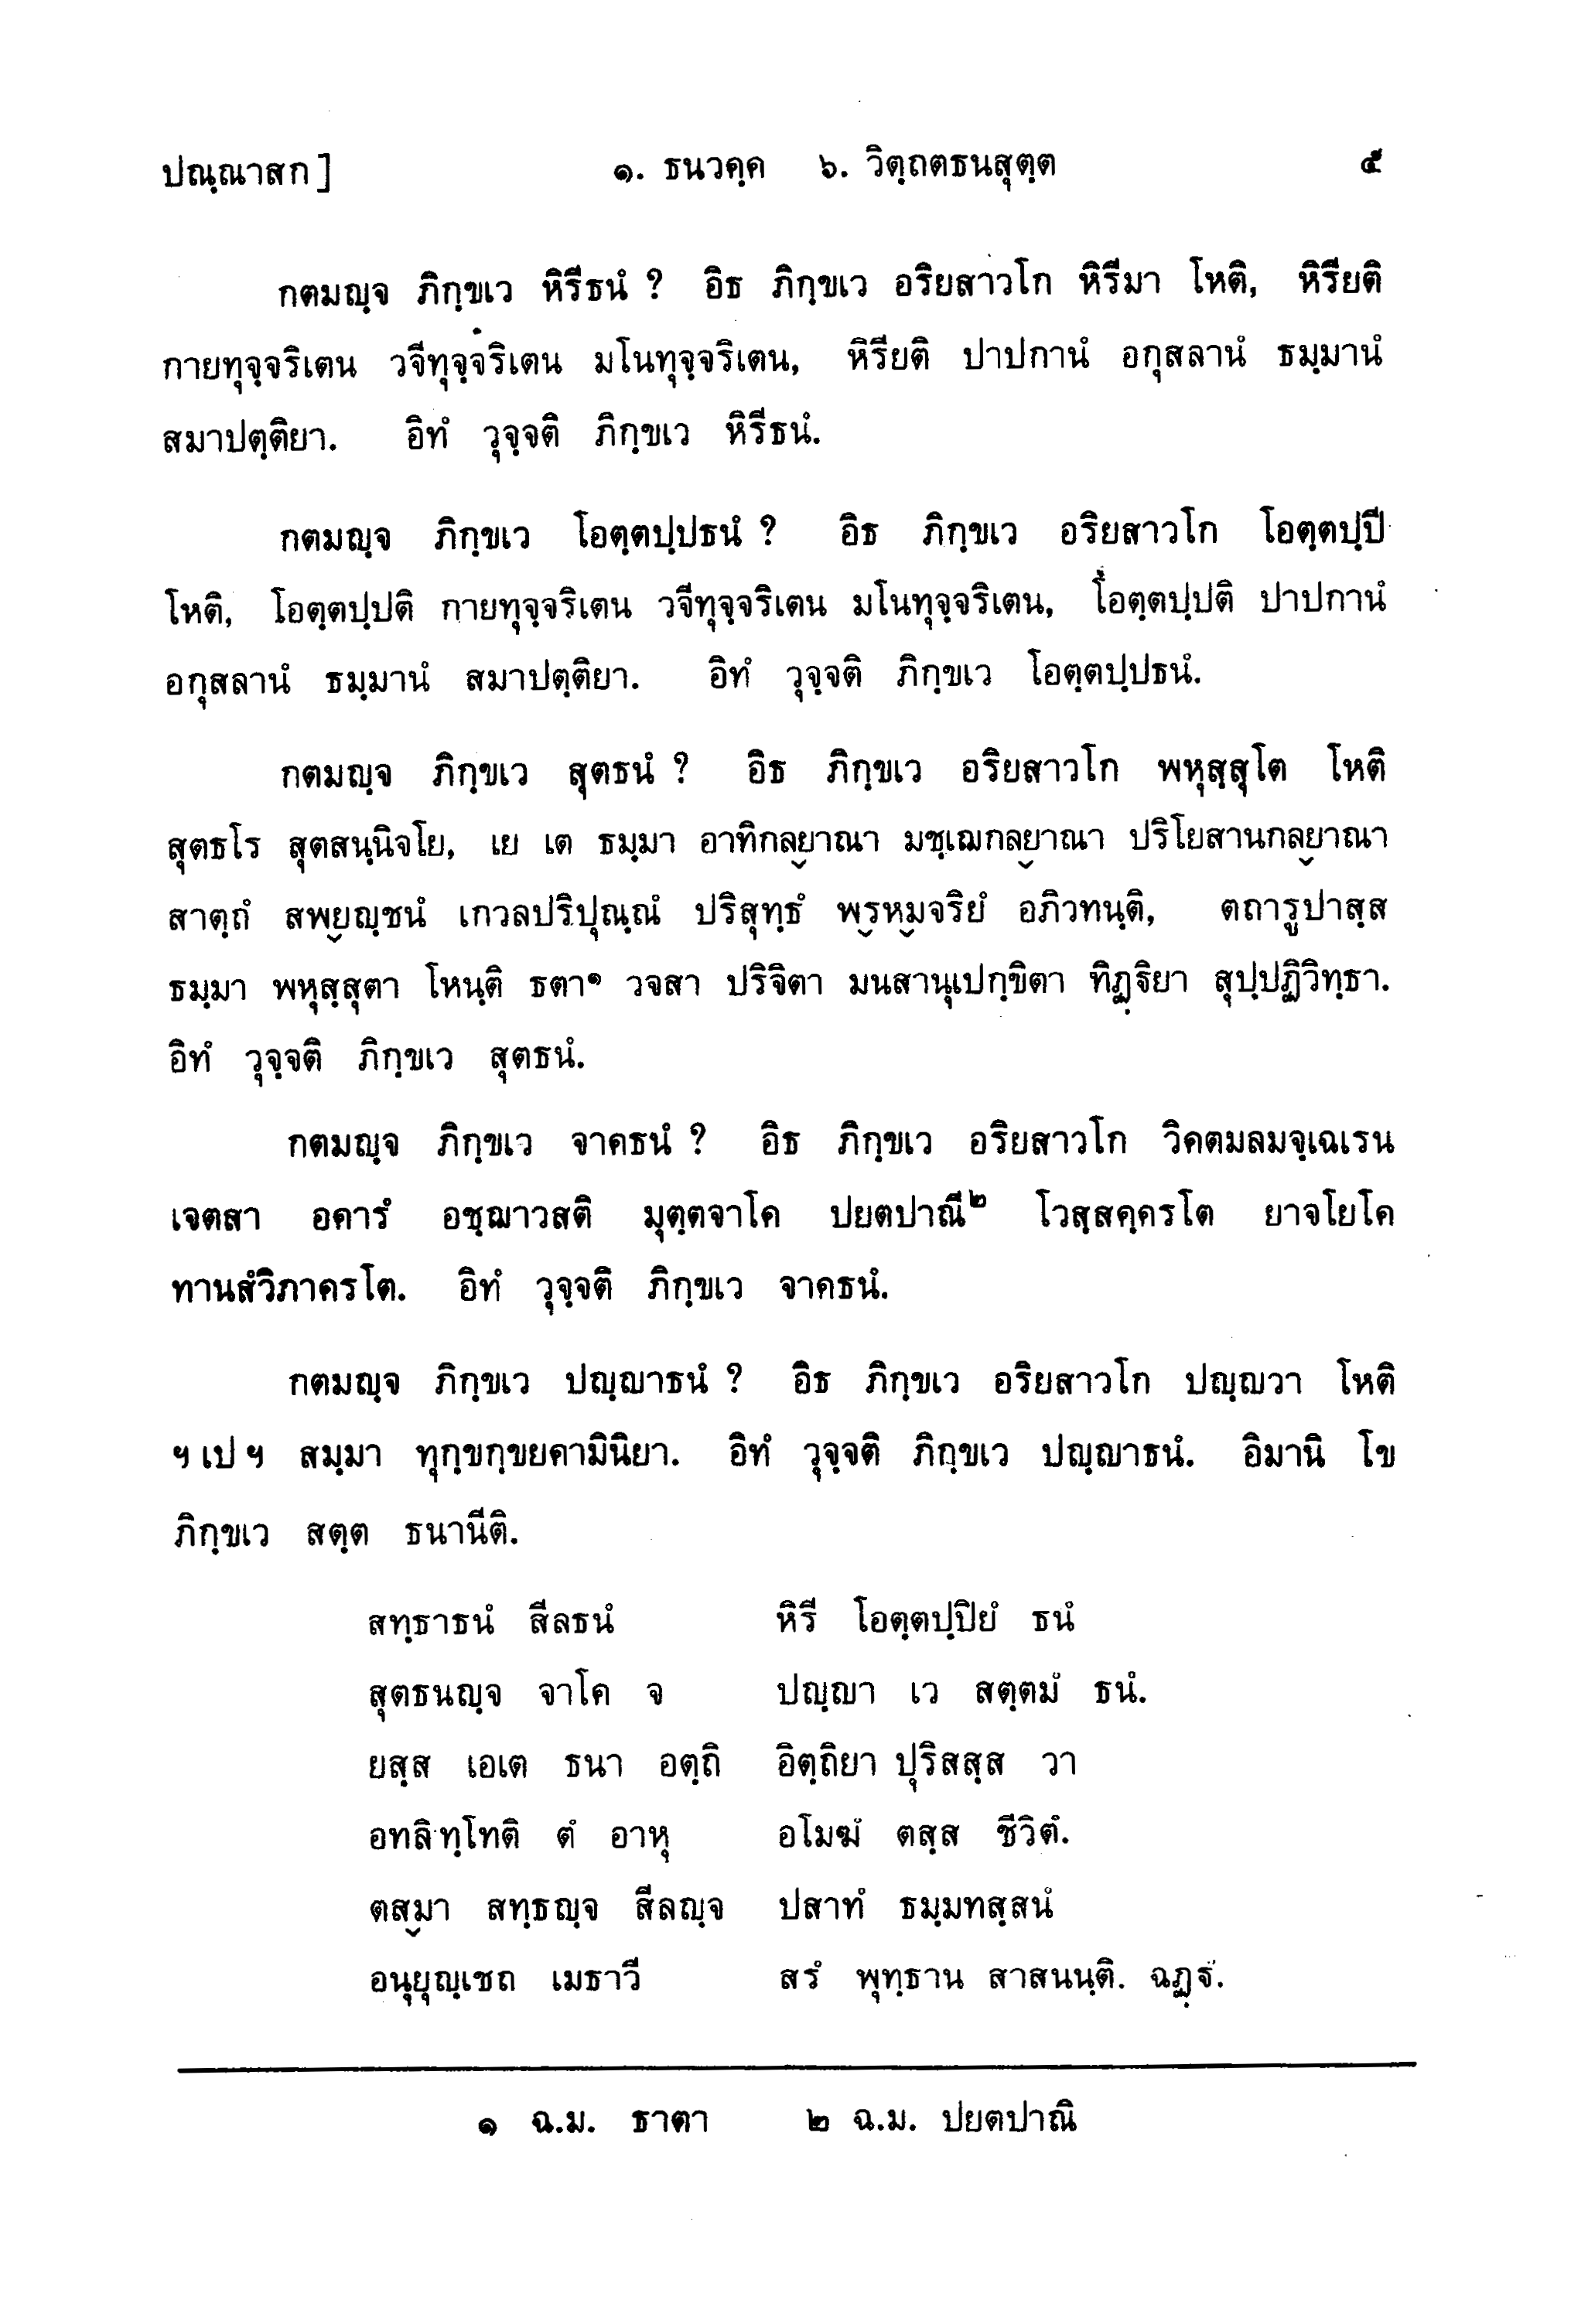 ปณฺณาสก] ๑. ธนวคฺค ๖. วิตฺถตธนสุตฺต ๕
กตมญฺจ ภิกฺขเว หิรีธนํ ? อิธ ภิกฺขเว อริยสาวโก หิรีมา โหติ, หิรียติ
กายทุจฺจริเตน วจีทุจฺจริเตน มโนทุจฺจริเตน, หิรียติ ปาปกานํ อกุสลานํ ธมฺมานํ
สมาปตฺติยา. อิทํ วุจฺจติ ภิกฺขเว หิรีธนํ.
กตมญฺจ ภิกฺขเว โอตฺตปฺปธนํ ? อิธ ภิกฺขเว อริยสาวโก โอตฺตปฺปี
โหติ, โอตฺตปฺปติ กายทุจฺจริเตน วจีทุจฺจริเตน มโนทุจฺจริเตน, โอตฺตปฺปติ ปาปกานํ
อกุสลานํ ธมฺมานํ สมาปตฺติยา. อิทํ วุจฺจติ ภิกฺขเว โอตฺตปฺปธนํ.
กตมญฺจ ภิกฺขเว สุตธนํ ? อิธ ภิกฺขเว อริยสาวโก พหุสฺสุโต โหติ
สุตธโร สุตสนฺนิจโย, เย เต ธมฺมา อาทิกลฺยาณา มชฺเฌกลฺยาณา ปริโยสานกลฺยาณา
สาตฺถํ สพฺยญฺชนํ เกวลปริปุณฺณํ ปริสุทฺธํ พฺรหฺมจริยํ อภิวทนฺติ, ตถารูปาสฺส
ธมฺมา พหุสฺสุตา โหนฺติ ธตา๑ วจสา ปริจิตา มนสานุเปกฺขิตา ทิฏฺฐิยา สุปฺปฏิวิทฺธา.
อิทํ วุจฺจติ ภิกฺขเว สุตธนํ.
กตมญฺจ ภิกฺขเว จาคธนํ ? อิธ ภิกฺขเว อริยสาวโก วิคตมลมจฺเฉเรน
เจตสา อคารํ อชฺฌาวสติ มุตฺตจาโค ปยตปาณี๒ โวสฺสคฺครโต ยาจโยโค
ทานสํวิภาครโต. อิทํ วุจฺจติ ภิกฺขเว จาคธนํ.
กตมญฺจ ภิกฺขเว ปญฺญาธนํ ? อิธ ภิกฺขเว อริยสาวโก ปญฺญวา โหติ
ฯ เป ฯ สมฺมา ทุกฺขกฺขยคามินิยา. อิทํ วุจฺจติ ภิกฺขเว ปญฺญาธนํ. อิมานิ โข
ภิกฺขเว สตฺต ธนานีติ.
สทฺธาธนํ สีลธนํ หิรี โอตฺตปฺปิยํ ธนํ
สุตธนญฺจ จาโค จ ปญฺญา เว สตฺตมํ ธนํ.
ยสฺส เอเต ธนา อตฺถิ อิตฺถิยา ปุริสสฺส วา
อทลิทฺโทติ ตํ อาหุ อโมฆํ ตสฺส ชีวิตํ.
ตสฺมา สทฺธญฺจ สีลญฺจ ปสาทํ ธมฺมทสฺสนํ
อนุยุญฺเชถ เมธาวี สรํ พุทฺธาน สาสนนฺติ. ฉฏฺฐํ.
๑ ฉ.ม. ธาตา ๒ ฉ.ม. ปยตปาณิ